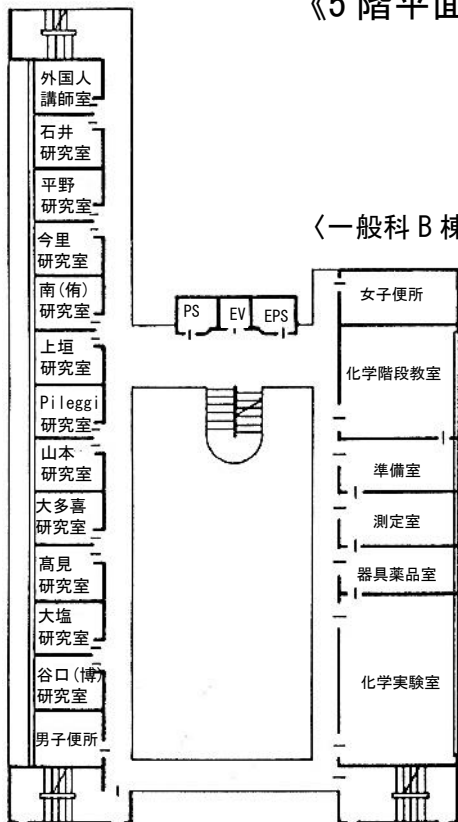 《5 階平面
外国人
講師室
石井
研究室
平野
研究室
今里
研究室
南(侑)
研究室
上垣
研究室
Pileggi
研究室
山本
研究室
大多喜
研究室
髙見
研究室
大塩
研究室
谷口(博)
研究室
男子便所
PS
EV
EPS
〈一般科 B 棟
女子便所
化学階段教室
準備室
測定室
器具薬品室
化学実験室